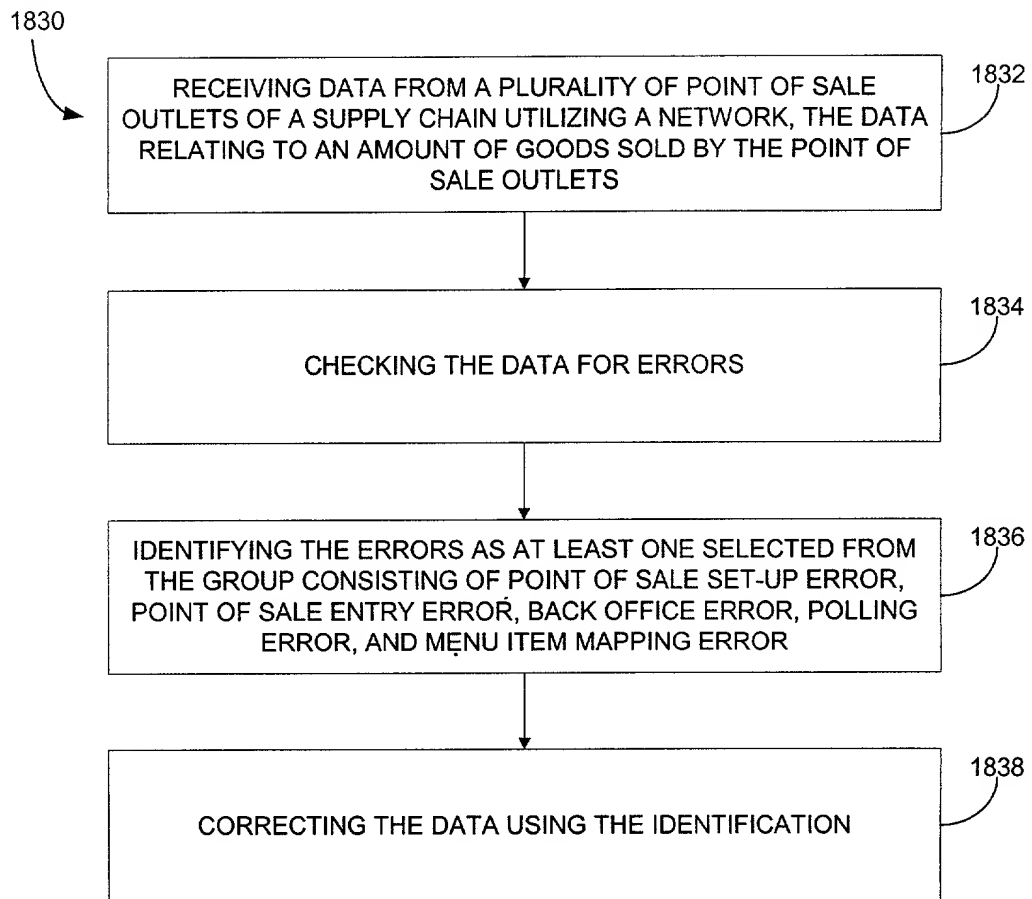 1830
RECEIVING DATA FROM A PLURALITY OF POINT OF SALE
OUTLETS OF A SUPPLY CHAIN UTILIZING A NETWORK, THE DATA
RELATING TO AN AMOUNT OF GOODS SOLD BY THE POINT OF
SALE OUTLETS
1832
CHECKING THE DATA FOR ERRORS
1834
IDENTIFYING THE ERRORS AS AT LEAST ONE SELECTED FROM
THE GROUP CONSISTING OF POINT OF SALE SET-UP ERROR,
POINT OF SALE ENTRY ERROR, BACK OFFICE ERROR, POLLING
ERROR, AND MENU ITEM MAPPING ERROR
1836
CORRECTING THE DATA USING THE IDENTIFICATION
1838